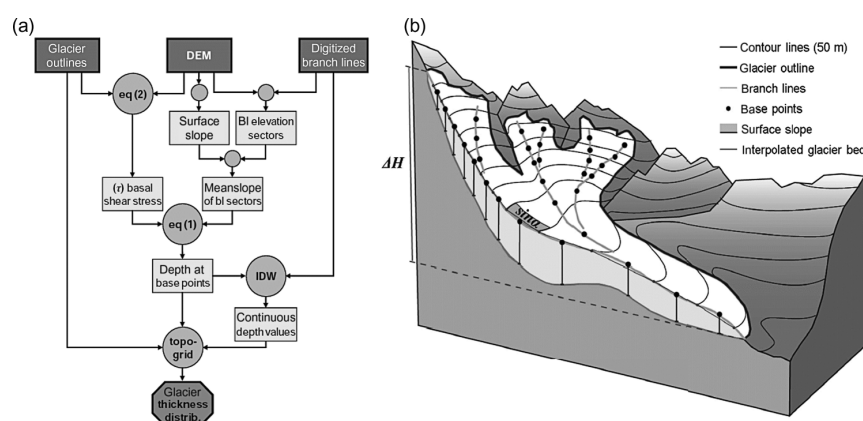 (a)
Glacier
outlines
DEM
Digitized
branch lines
eq (2)
Surface
slope
Bl elevation
sectors
(τ) basal
shear stress
Meanslope
of bl sectors
eq (1)
Depth at
base points
IDW
Continuous
depth values
topo-
grid
Glacier
thickness
distrib.
(b)
Contour lines (50 m)
Glacier outline
Branch lines
Base points
Surface slope
Interpolated glacier bed
ΔH
sinα